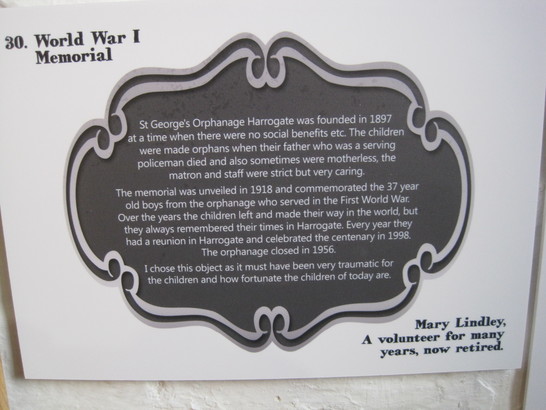 30. World War I
Memorial
St George's Orphanage Harrogate was founded in 1897
at a time when there were no social benefits etc. The children
were made orphans when their father who was a serving
policeman died and also sometimes were motherless, the
matron and staff were strict but very caring.
The memorial was unveiled in 1918 and commemorated the 37 year
old boys from the orphanage who served in the First World War.
Over the years the children left and made their way in the world, but
they always remembered their times in Harrogate. Every year they
had a reunion in Harrogate and celebrated the centenary in 1998.
The orphanage closed in 1956.
I chose this object as it must have been very traumatic for
the children and how fortunate the children of today are.
Mary Lindley,
A volunteer for many
years, now retired.